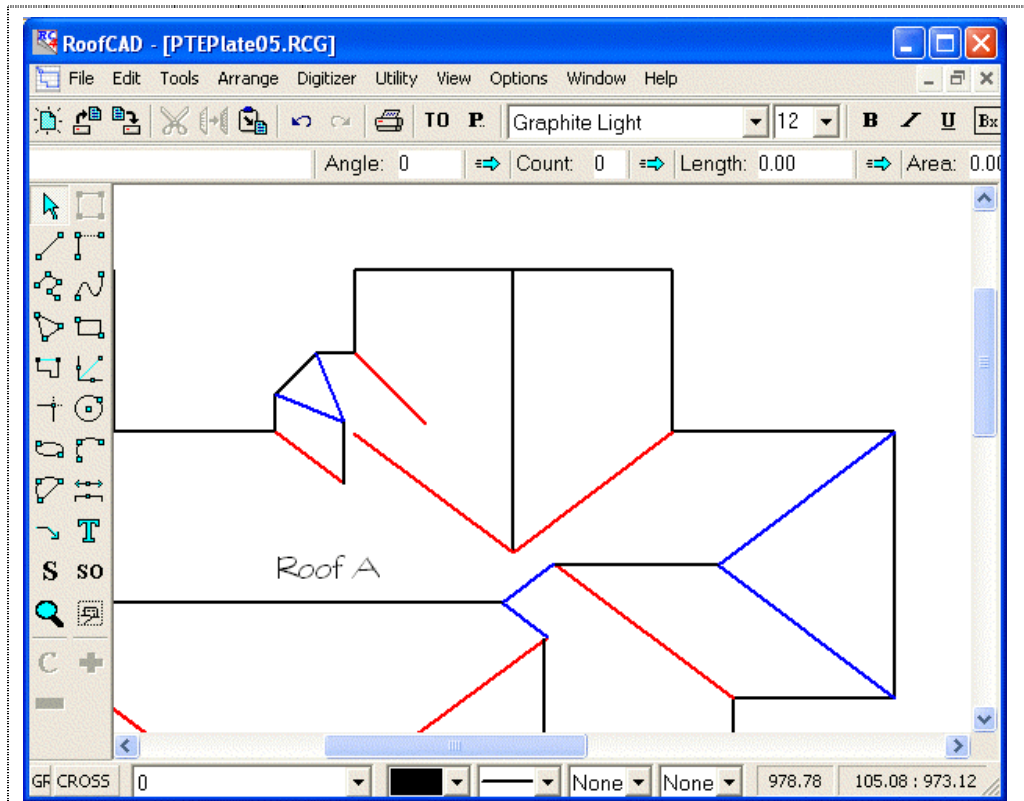 RoofCAD - [PTEPlate05.RCG]
File Edit Tools Arrange Digitizer Utility View Options Window Help
TO P. Graphite Light 12 B I U Bx
Angle: 0 Count: 0 Length: 0.00 Area: 0.00
T
S SO
Roof A
C
GF CROSS 0 None None 978.78 105.08 : 973.12